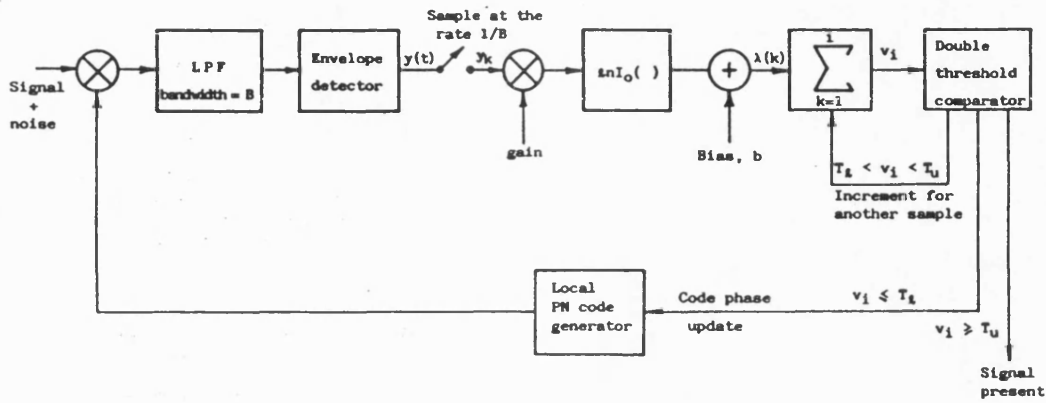 Signal
+
noise
LPF
bandwidth = B
Envelope
detector
y(t)
Sample at the
rate 1/B
y_k
gain
ℓnI_o( )
+
Bias, b
λ(k)
i
∑
k=1
v_i
Double
threshold
comparator
T_ℓ < v_i < T_u
Increment for
another sample
Local
PN code
generator
Code phase
update
v_i ⩽ T_ℓ
v_i ⩾ T_u
Signal
present